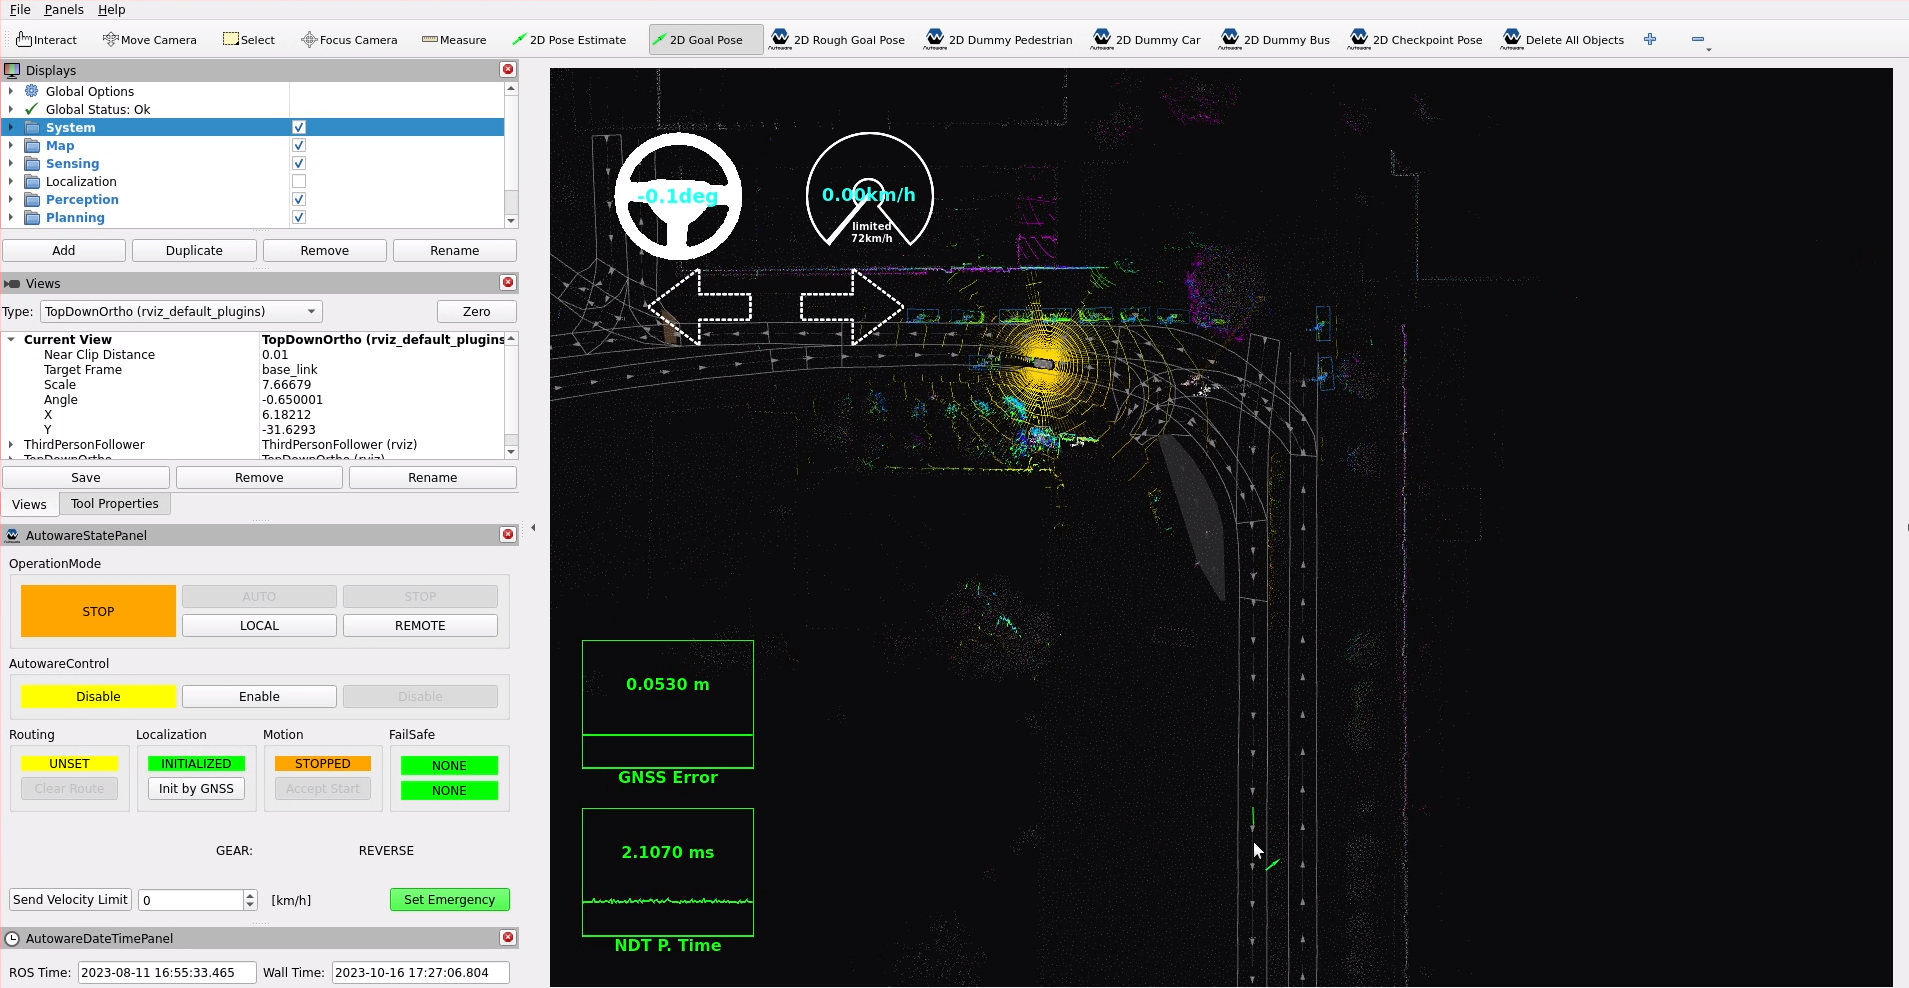 File Panels Help
Interact Move Camera Select Focus Camera Measure 2D Pose Estimate 2D Goal Pose 2D Rough Goal Pose 2D Dummy Pedestrian 2D Dummy Car 2D Dummy Bus 2D Checkpoint Pose Delete All Objects
Displays
Global Options
Global Status: Ok
System
Map
Sensing
Localization
Perception
Planning
Add Duplicate Remove Rename
Views
Type: TopDownOrtho (rviz_default_plugins) Zero
Current View TopDownOrtho (rviz_default_plugins
Near Clip Distance 0.01
Target Frame base_link
Scale 7.66679
Angle -0.650001
X 6.18212
Y -31.6293
ThirdPersonFollower ThirdPersonFollower (rviz)
TopDownOrtho TopDownOrtho (rviz)
Save Remove Rename
Views Tool Properties
AutowareStatePanel
OperationMode
STOP AUTO STOP
LOCAL REMOTE
AutowareControl
Disable Enable Disable
Routing Localization Motion FailSafe
UNSET INITIALIZED STOPPED NONE
Clear Route Init by GNSS Accept Start NONE
GEAR: REVERSE
Send Velocity Limit 0 [km/h] Set Emergency
AutowareDateTimePanel
ROS Time: 2023-08-11 16:55:33.465 Wall Time: 2023-10-16 17:27:06.804
-0.1deg
0.00km/h
limited
72km/h
0.0530 m
GNSS Error
2.1070 ms
NDT P. Time